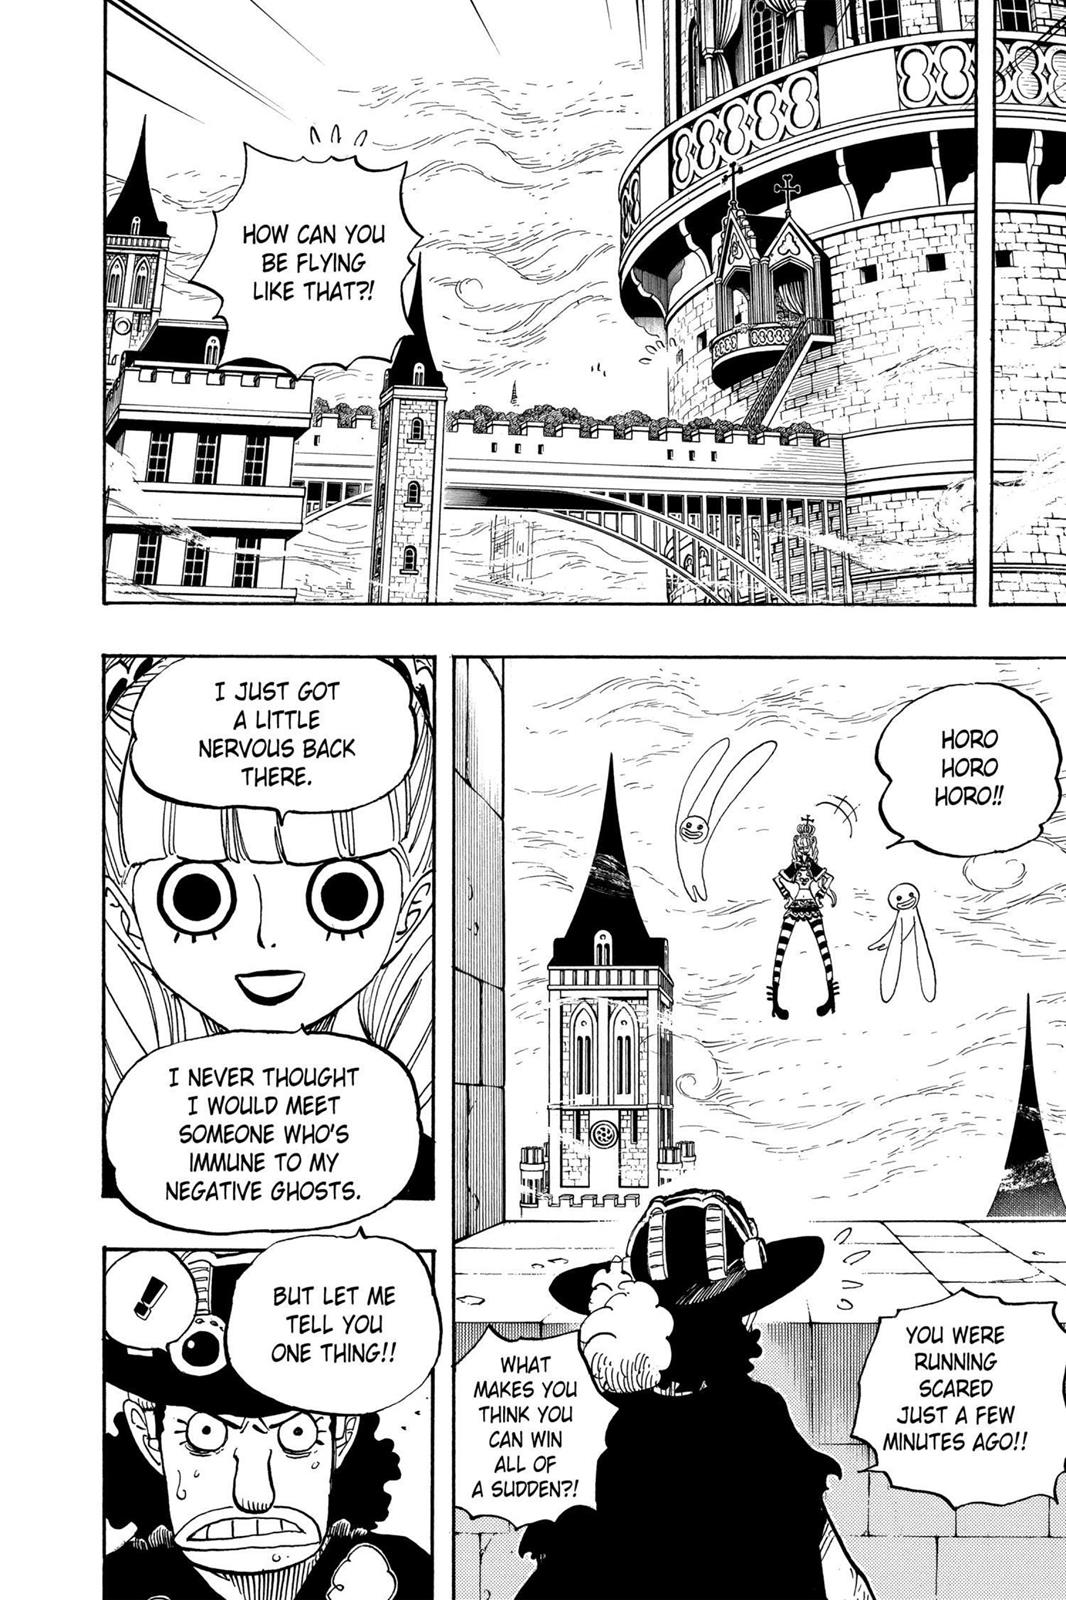 HOW CAN YOU
BE FLYING
LIKE THAT?!
HORO
HORO
HORO!!
YOU WERE
RUNNING
SCARED
JUST A FEW
MINUTES AGO!!
WHAT
MAKES YOU
THINK YOU
CAN WIN
ALL OF
A SUDDEN?!
I JUST GOT
A LITTLE
NERVOUS BACK
THERE.
I NEVER THOUGHT
I WOULD MEET
SOMEONE WHO'S
IMMUNE TO MY
NEGATIVE GHOSTS.
BUT LET ME
TELL YOU
ONE THING!!
!